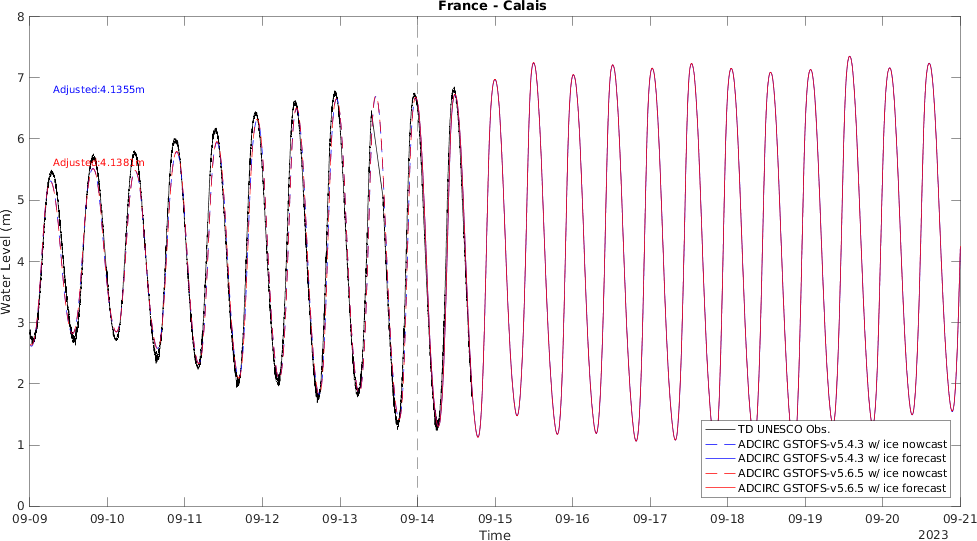 France - Calais
8
7
6
5
4
3
2
1
0
Water Level (m)
Adjusted:4.1355m
Adjusted:4.1381m
TD UNESCO Obs.
ADCIRC GSTOFS-v5.4.3 w/ ice nowcast
ADCIRC GSTOFS-v5.4.3 w/ ice forecast
ADCIRC GSTOFS-v5.6.5 w/ ice nowcast
ADCIRC GSTOFS-v5.6.5 w/ ice forecast
09-09 09-10 09-11 09-12 09-13 09-14 09-15 09-16 09-17 09-18 09-19 09-20 09-21
Time
2023